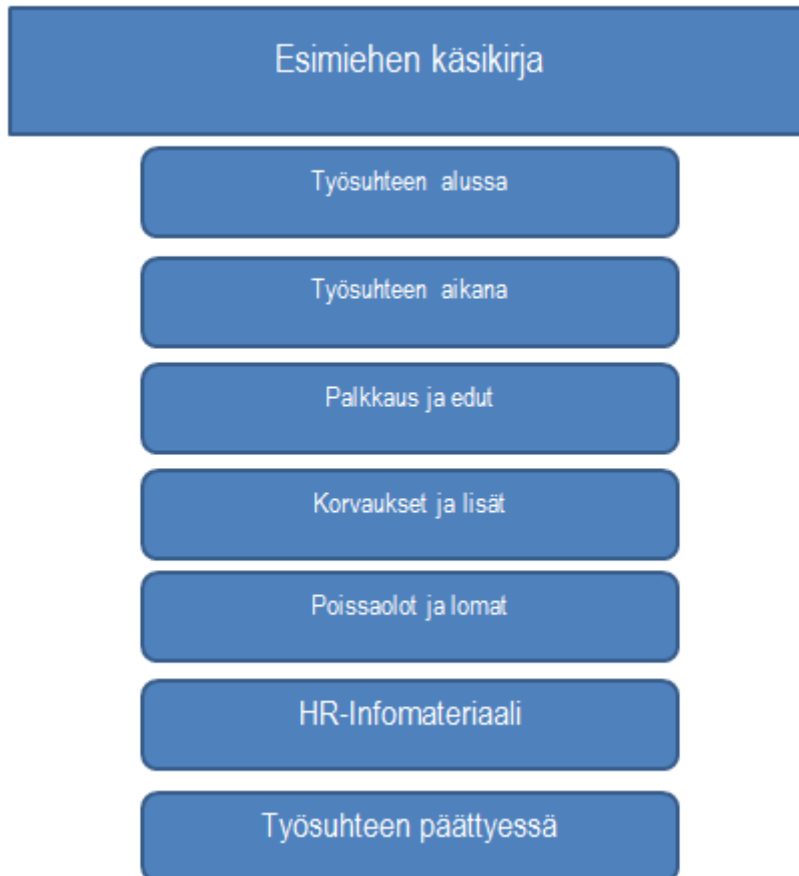 Esimiehen käsikirja
Työsuhteen alussa
Työsuhteen aikana
Palkkaus ja edut
Korvaukset ja lisät
Poissaolot ja lomat
HR-Infomateriaali
Työsuhteen päättyessä